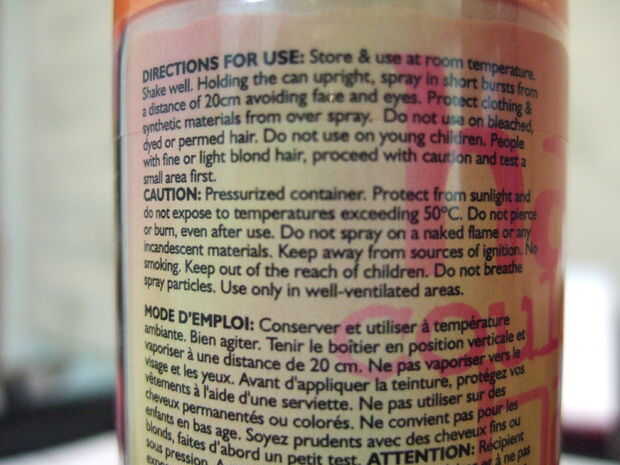 DIRECTIONS FOR USE: Store & use at room temperature.
Shake well. Holding the can upright, spray in short bursts from
a distance of 20cm avoiding face and eyes. Protect clothing &
synthetic materials from over spray. Do not use on bleached,
dyed or permed hair. Do not use on young children. People
with fine or light blond hair, proceed with caution and test a
small area first.
CAUTION: Pressurized container. Protect from sunlight and
do not expose to temperatures exceeding 50°C. Do not pierce
or burn, even after use. Do not spray on a naked flame or any
incandescent materials. Keep away from sources of ignition. No
smoking. Keep out of the reach of children. Do not breathe
spray particles. Use only in well-ventilated areas.
MODE D'EMPLOI: Conserver et utiliser à température
ambiante. Bien agiter. Tenir le boîtier en position verticale et
vaporiser à une distance de 20 cm. Ne pas vaporiser vers le
visage et les yeux. Avant d'appliquer la teinture, protégez vos
vêtements à l'aide d'une serviette. Ne pas utiliser sur des
cheveux permanentés ou colorés. Ne convient pas pour les
enfants en bas age. Soyez prudents avec des cheveux fins ou
blonds, faites d'abord un petit test. ATTENTION: Récipient
sous pression. à ne pas